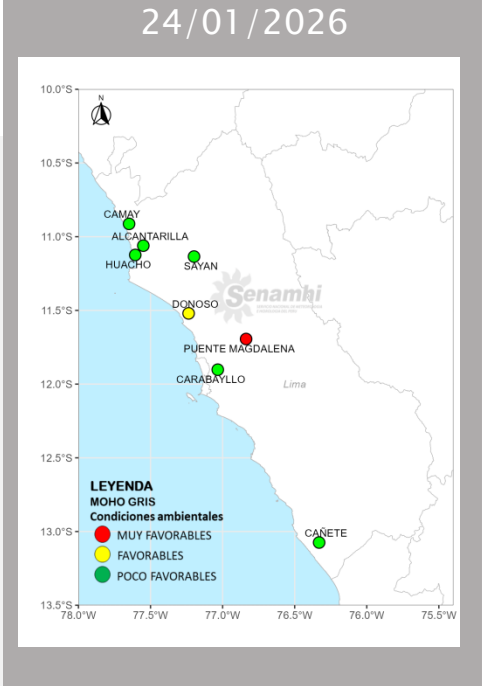 24/01/2026
10.0°S
N
10.5°S
CAMAY
11.0°S
ALCANTARILLA
HUACHO
SAYAN
Senamhi
11.5°S
DONOSO
PUENTE MAGDALENA
12.0°S
CARABAYLLO
Lima
12.5°S
LEYENDA
MOHO GRIS
Condiciones ambientales
13.0°S
CAÑETE
MUY FAVORABLES
FAVORABLES
POCO FAVORABLES
13.5°S
78.0°W 77.5°W 77.0°W 76.5°W 76.0°W 75.5°W